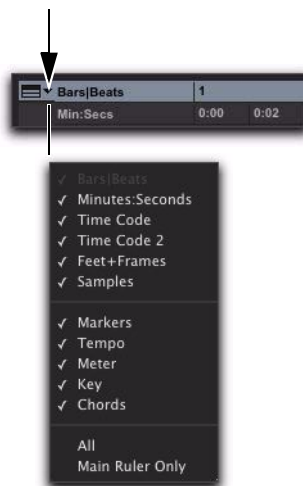 Bars|Beats 1
Min:Secs 0:00 0:02
✓ Bars|Beats
✓ Minutes:Seconds
✓ Time Code
✓ Time Code 2
✓ Feet+Frames
✓ Samples
✓ Markers
✓ Tempo
✓ Meter
✓ Key
✓ Chords
All
Main Ruler Only